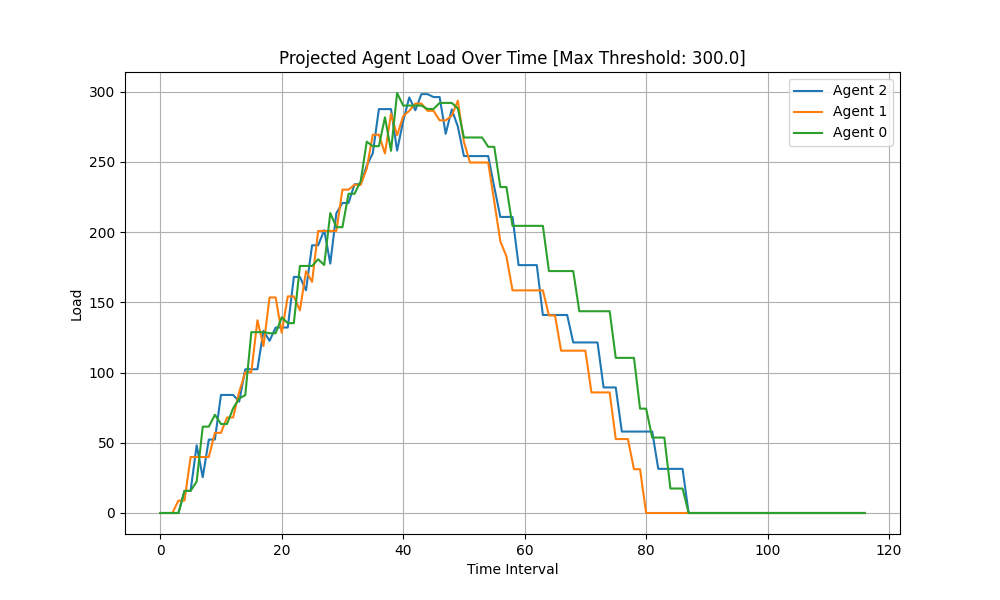 Projected Agent Load Over Time [Max Threshold: 300.0]
Agent 2
Agent 1
Agent 0
300
250
200
150
100
50
0
Load
0 20 40 60 80 100 120
Time Interval